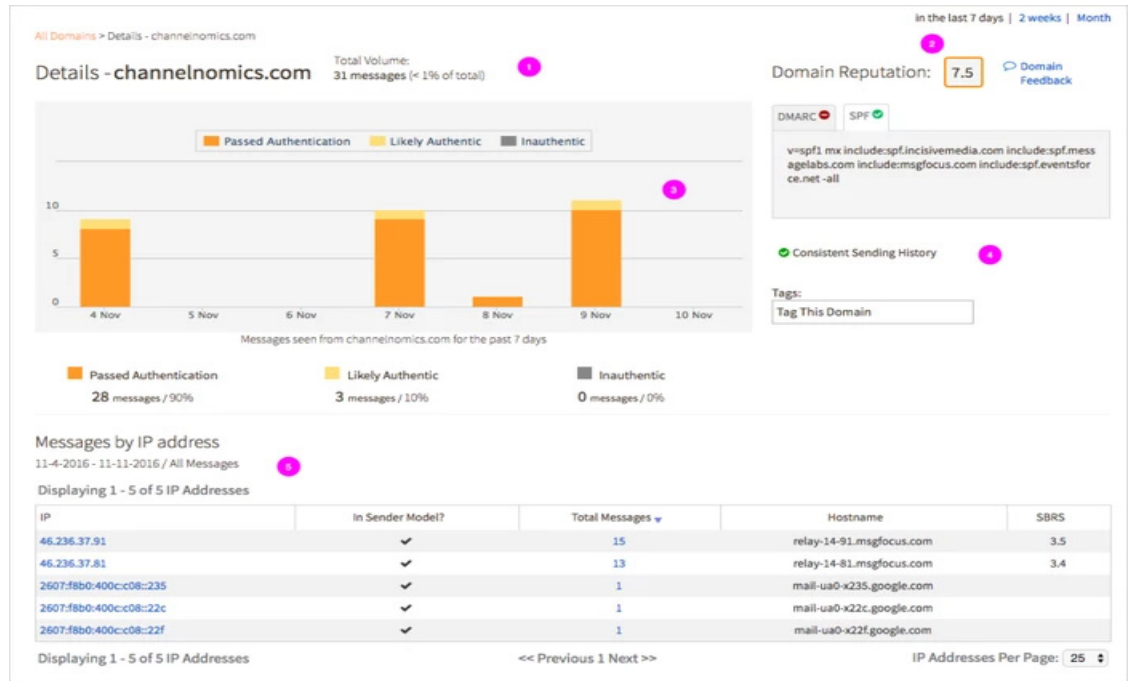 in the last 7 days | 2 weeks | Month
All Domains > Details - channelnomics.com
Details - channelnomics.com
Total Volume:
31 messages (< 1% of total)
1
2
Domain Reputation: 7.5
Domain
Feedback
DMARC SPF
v=spf1 mx include:spf.incisivemedia.com include:spf.mess
agelabs.com include:msgfocus.com include:spf.eventsfor
ce.net -all
Passed Authentication Likely Authentic Inauthentic
3
10
5
0
4 Nov 5 Nov 6 Nov 7 Nov 8 Nov 9 Nov 10 Nov
Messages seen from channelnomics.com for the past 7 days
Consistent Sending History
4
Tags:
Tag This Domain
Passed Authentication Likely Authentic Inauthentic
28 messages / 90% 3 messages / 10% 0 messages / 0%
Messages by IP address
11-4-2016 - 11-11-2016 / All Messages
5
Displaying 1 - 5 of 5 IP Addresses
IP In Sender Model? Total Messages Hostname SBRS
46.236.37.91 15 relay-14-91.msgfocus.com 3.5
46.236.37.81 13 relay-14-81.msgfocus.com 3.4
2607:f8b0:400c:c08::235 1 mail-ua0-x235.google.com
2607:f8b0:400c:c08::22c 1 mail-ua0-x22c.google.com
2607:f8b0:400c:c08::22f 1 mail-ua0-x22f.google.com
Displaying 1 - 5 of 5 IP Addresses << Previous 1 Next >> IP Addresses Per Page: 25